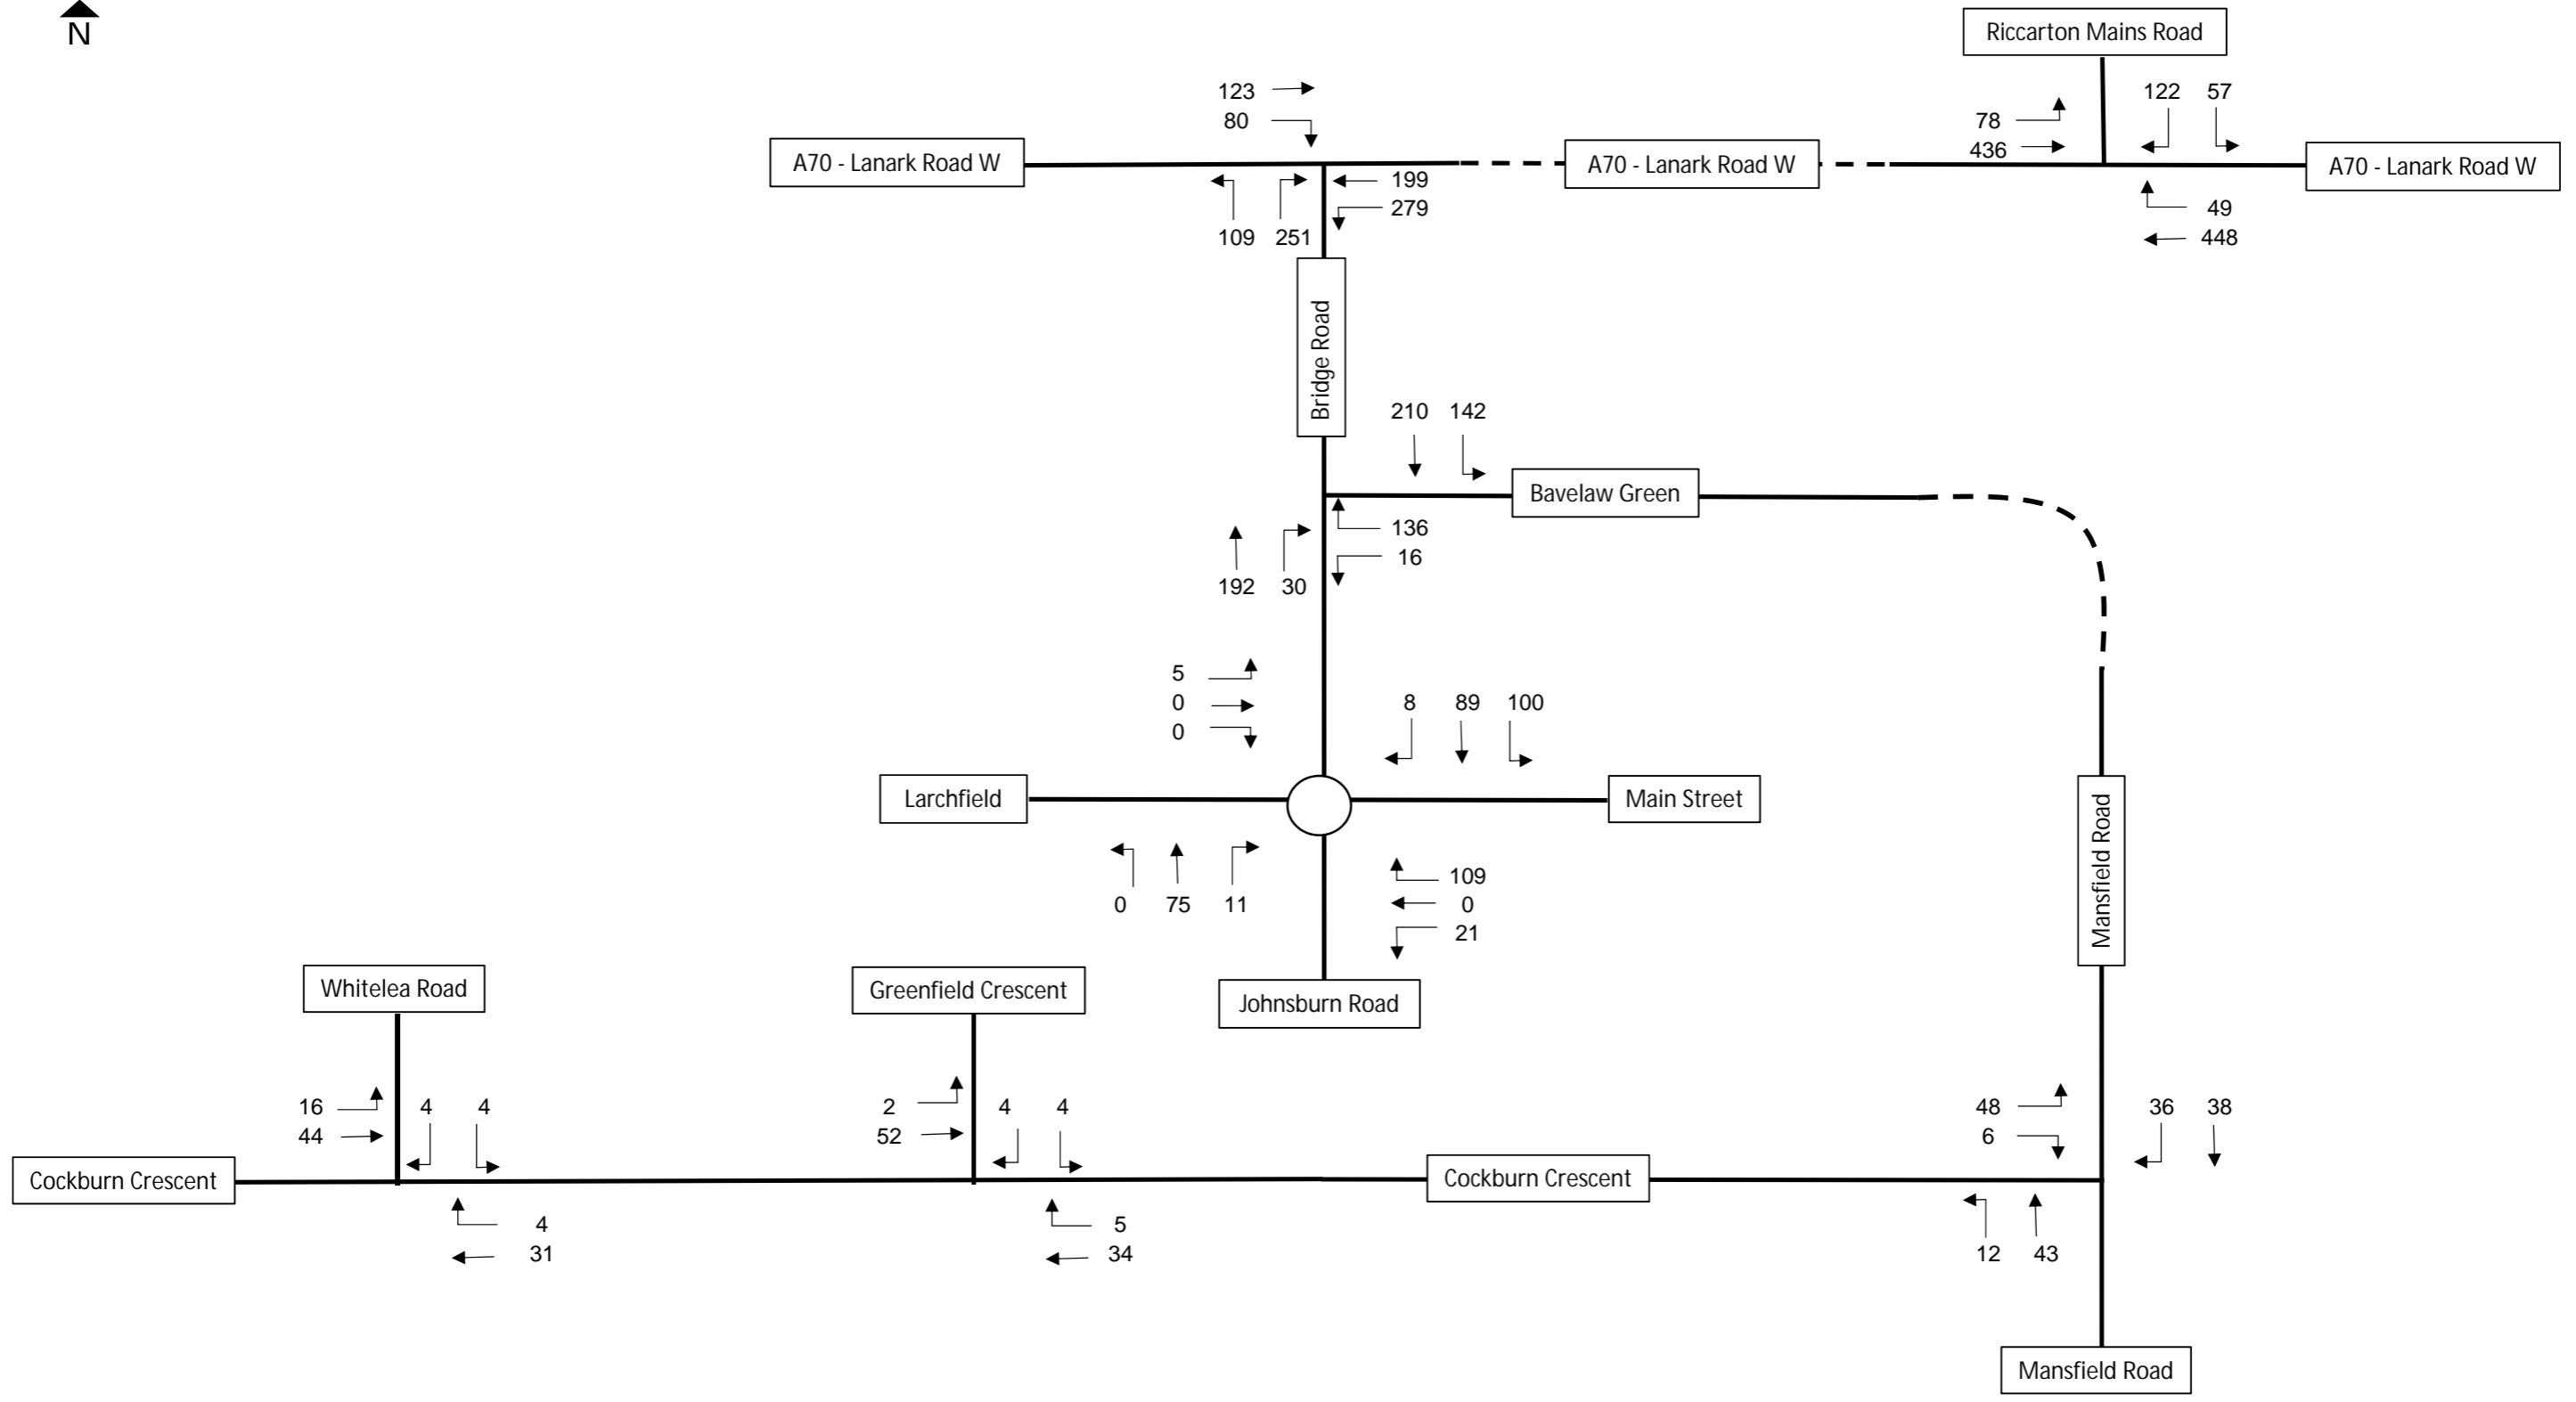 N
Riccarton Mains Road
123
80
122 57
78
436
A70 - Lanark Road W
A70 - Lanark Road W
A70 - Lanark Road W
199
279
109 251
49
448
Bridge Road
210 142
Bavelaw Green
136
16
192 30
5
0
0
8 89 100
Larchfield
Main Street
Mansfield Road
109
0
21
0 75 11
Whitelea Road
Greenfield Crescent
Johnsburn Road
16
44
4 4
2
52
4 4
48
6
36 38
Cockburn Crescent
Cockburn Crescent
4
31
5
34
12 43
Mansfield Road